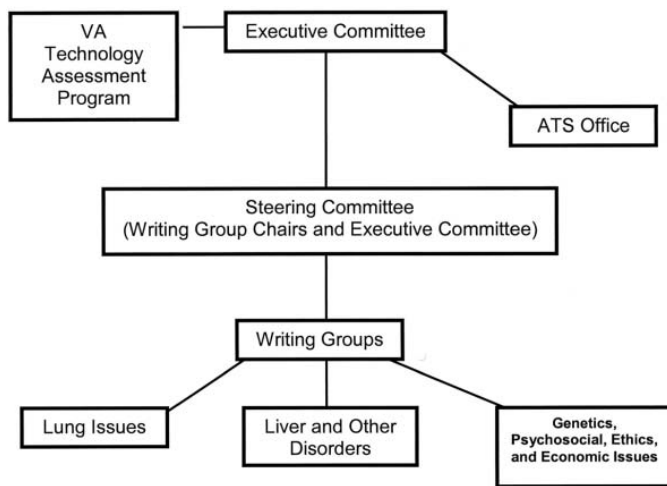 VA
Technology
Assessment
Program
Executive Committee
ATS Office
Steering Committee
(Writing Group Chairs and Executive Committee)
Writing Groups
Lung Issues
Liver and Other
Disorders
Genetics,
Psychosocial, Ethics,
and Economic Issues